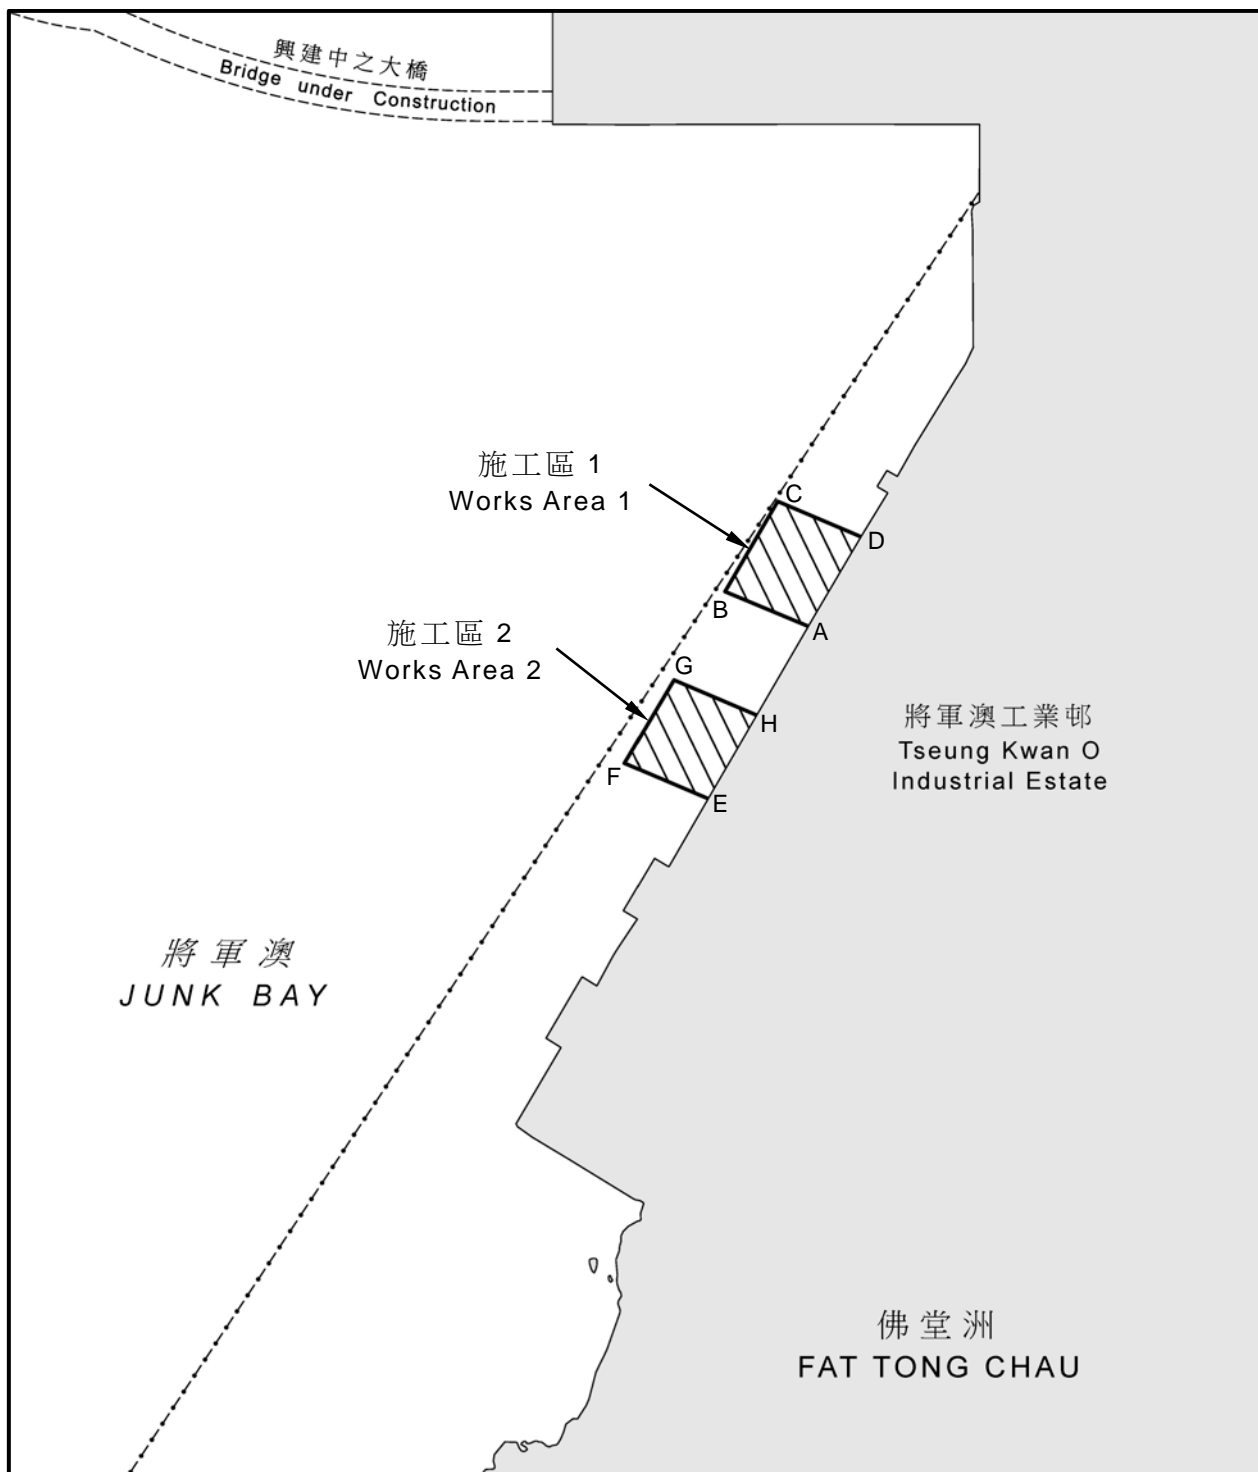 興建中之大橋
Bridge under Construction
施工區 1
Works Area 1
C
D
B
A
施工區 2
Works Area 2
G
H
F
E
將軍澳工業邨
Tseung Kwan O
Industrial Estate
將軍澳
JUNK BAY
佛堂洲
FAT TONG CHAU